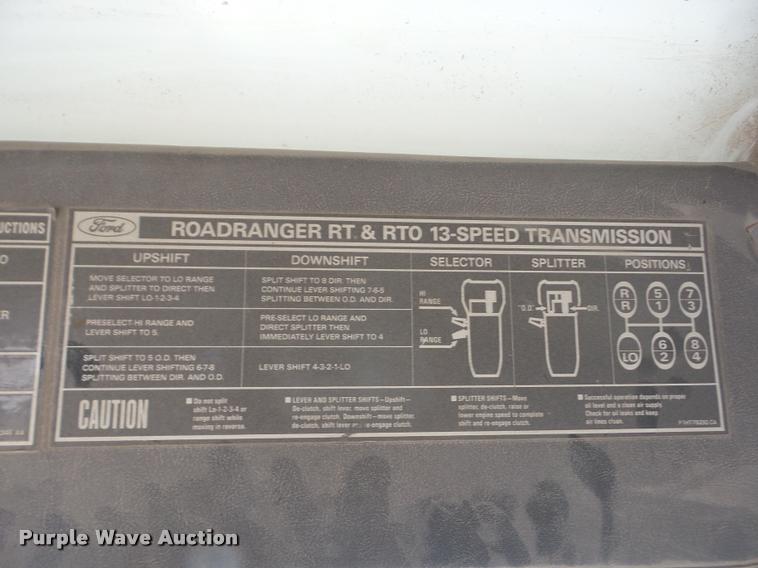 UCTIONS
Ford
ROADRANGER RT & RTO 13-SPEED TRANSMISSION
UPSHIFT
DOWNSHIFT
SELECTOR
SPLITTER
POSITIONS
MOVE SELECTOR TO LO RANGE
AND SPLITTER TO DIRECT THEN
LEVER SHIFT LO-1-2-3-4
SPLIT SHIFT TO 8 DIR. THEN
CONTINUE LEVER SHIFTING 7-6-5
SPLITTING BETWEEN O.D. AND DIR.
PRESELECT HI RANGE AND
LEVER SHIFT TO 5.
PRE-SELECT LO RANGE AND
DIRECT SPLITTER THEN
IMMEDIATELY LEVER SHIFT TO 4
SPLIT SHIFT TO 5 O.D. THEN
CONTINUE LEVER SHIFTING 6-7-8
SPLITTING BETWEEN DIR. AND O.D.
LEVER SHIFT 4-3-2-1-LO
HI
RANGE
LO
RANGE
"O.D."
DIR.
R 5 7
R 1 3
LO 6 8
2 4
CAUTION
Do not split
shift Lo-1-2-3-4 or
range shift while
moving in reverse.
LEVER AND SPLITTER SHIFTS - Upshift -
De-clutch, shift lever, move splitter and
re-engage clutch. Downshift - move splitter,
de-clutch, shift lever re-engage clutch.
SPLITTER SHIFTS - Move
splitter, de-clutch, raise or
lower engine speed to complete
shift and re-engage clutch.
Successful operation depends on proper
oil level and a clean air supply.
Check for oil leaks and keep
air lines clean.
Purple Wave Auction